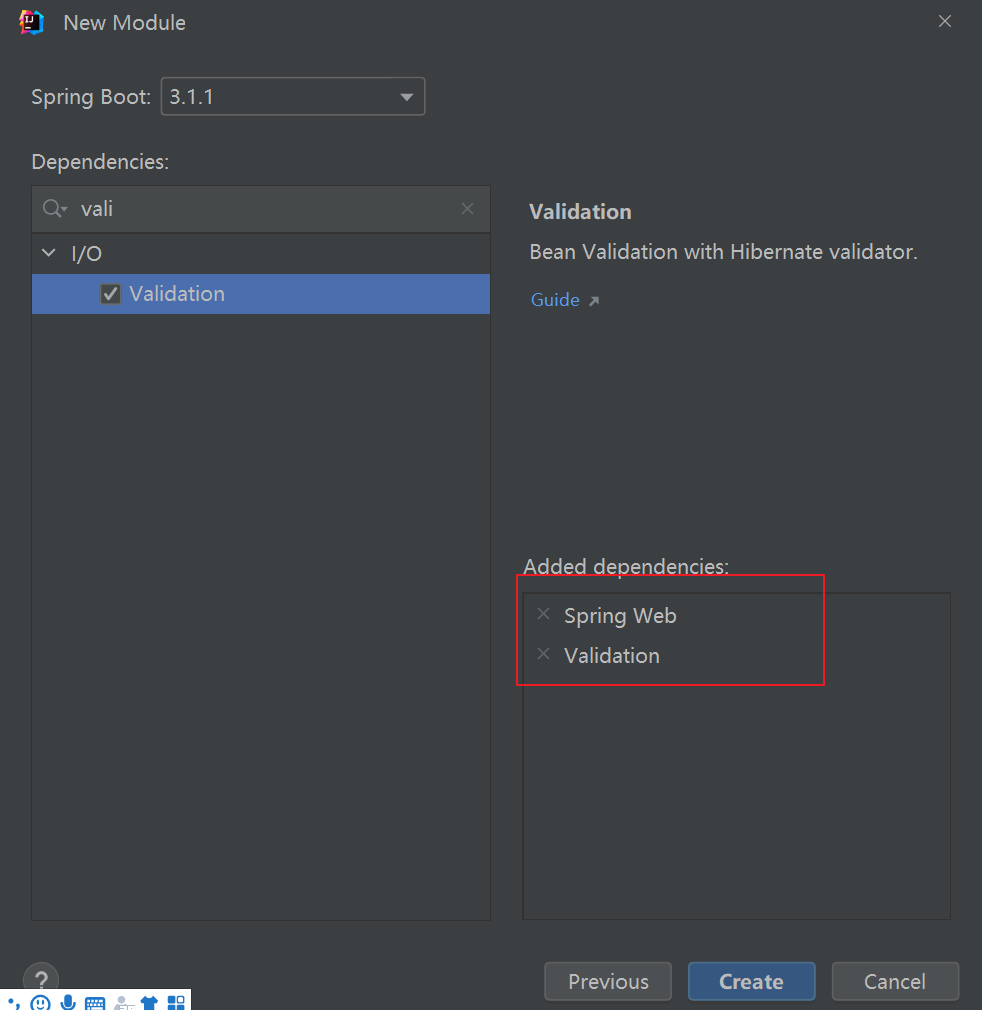 New Module
Spring Boot: 3.1.1
Dependencies:
vali
I/O
Validation
Validation
Bean Validation with Hibernate validator.
Guide
Added dependencies:
Spring Web
Validation
?
Previous
Create
Cancel